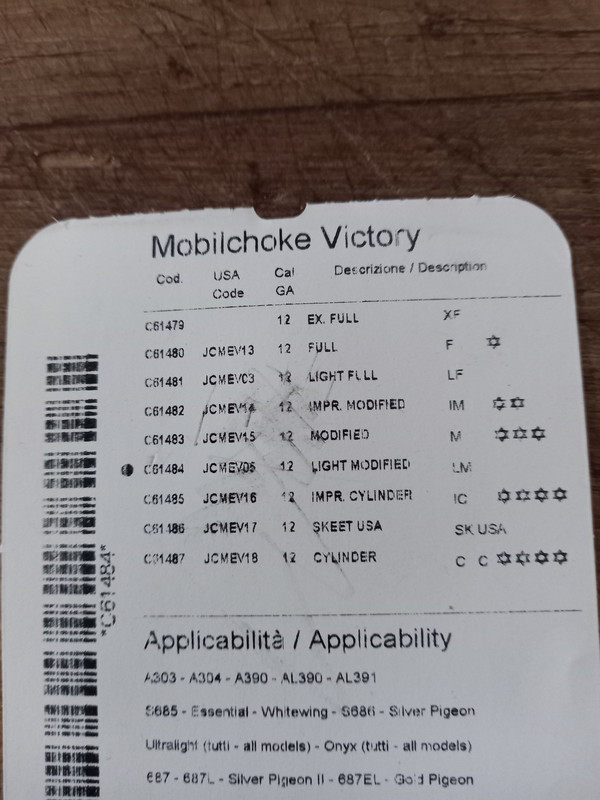 Mobilchoke Victory
Cod. USA Code Cal GA Descrizione / Description
C61479 12 EX. FULL XF
C61480 JCMEV13 12 FULL F ✡
C61481 JCMEV03 12 LIGHT FULL LF
C61482 JCMEV14 12 IMPR. MODIFIED IM ✡✡
C61483 JCMEV15 12 MODIFIED M ✡✡✡
● C61484 JCMEV05 12 LIGHT MODIFIED LM
C61485 JCMEV16 12 IMPR. CYLINDER IC ✡✡✡✡
C61486 JCMEV17 12 SKEET USA SK USA
C61487 JCMEV18 12 CYLINDER C C ✡✡✡✡
*C61484*
Applicabilità / Applicability
A303 - A304 - A390 - AL390 - AL391
S685 - Essential - Whitewing - S686 - Silver Pigeon
Ultralight (tutti - all models) - Onyx (tutti - all models)
687 - 687L - Silver Pigeon II - 687EL - Gold Pigeon